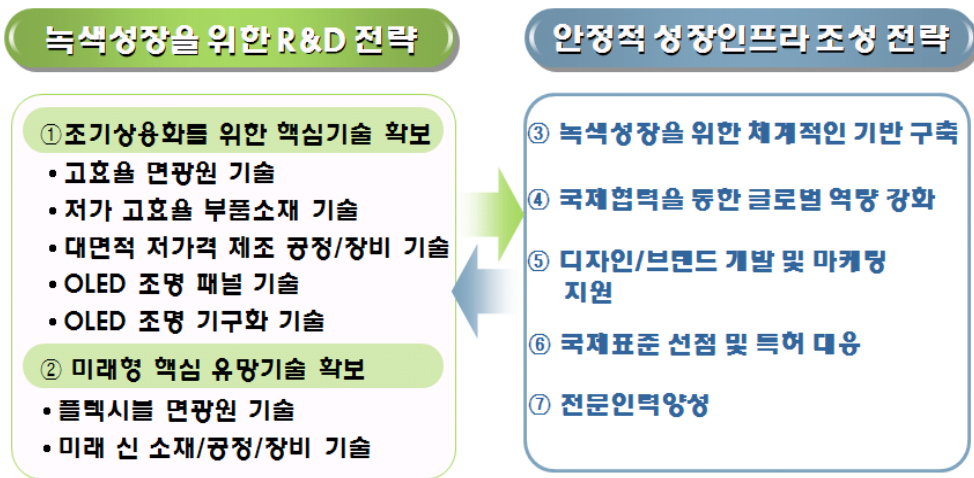 녹색성장을 위한 R&D 전략
①조기상용화를 위한 핵심기술 확보
• 고효율 면광원 기술
• 저가 고효율 부품소재 기술
• 대면적 저가격 제조 공정/장비 기술
• OLED 조명 패널 기술
• OLED 조명 기구화 기술
② 미래형 핵심 유망기술 확보
• 플렉시블 면광원 기술
• 미래 신 소재/공정/장비 기술
안정적 성장인프라 조성 전략
③ 녹색성장을 위한 체계적인 기반 구축
④ 국제협력을 통한 글로벌 역량 강화
⑤ 디자인/브랜드 개발 및 마케팅
지원
⑥ 국제표준 선점 및 특허 대응
⑦ 전문인력양성